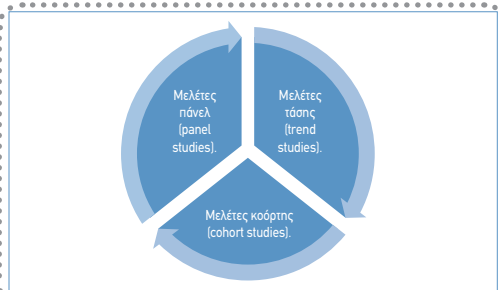 Μελέτες
πάνελ
(panel
studies).
Μελέτες
τάσης
(trend
studies).
Μελέτες κοόρτης
(cohort studies).